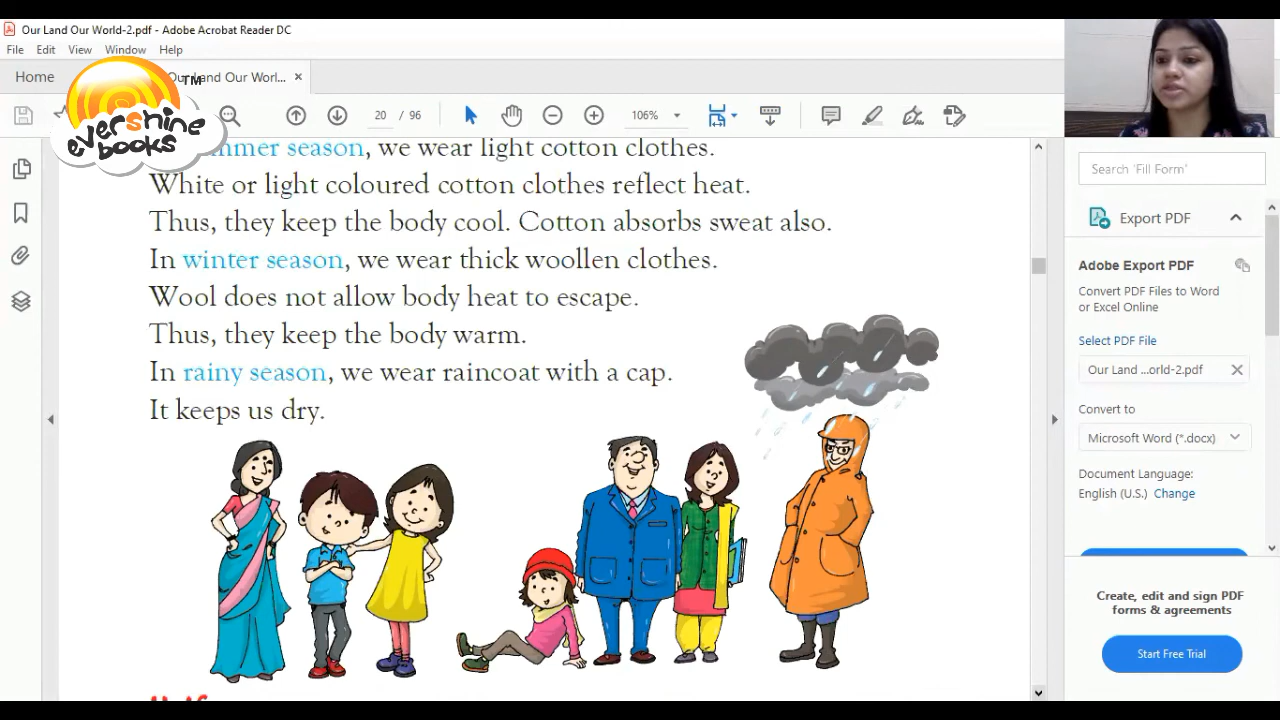 Our Land Our World-2.pdf - Adobe Acrobat Reader DC
File Edit View Window Help
Home
Our Land Our Worl... ×
evershine
books
TM
20 / 96
106%
summer season, we wear light cotton clothes.
White or light coloured cotton clothes reflect heat.
Thus, they keep the body cool. Cotton absorbs sweat also.
In winter season, we wear thick woollen clothes.
Wool does not allow body heat to escape.
Thus, they keep the body warm.
In rainy season, we wear raincoat with a cap.
It keeps us dry.
Search 'Fill Form'
Export PDF
Adobe Export PDF
Convert PDF Files to Word
or Excel Online
Select PDF File
Our Land ...orld-2.pdf
Convert to
Microsoft Word (*.docx)
Document Language:
English (U.S.) Change
Create, edit and sign PDF
forms & agreements
Start Free Trial